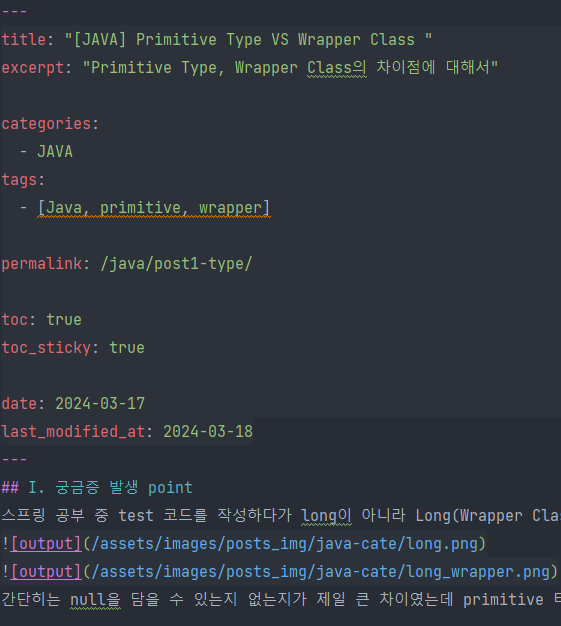 ---
title: "[JAVA] Primitive Type VS Wrapper Class "
excerpt: "Primitive Type, Wrapper Class의 차이점에 대해서"
categories:
  - JAVA
tags:
  - [Java, primitive, wrapper]
permalink: /java/post1-type/
toc: true
toc_sticky: true
date: 2024-03-17
last_modified_at: 2024-03-18
---
## I. 궁금증 발생 point
스프링 공부 중 test 코드를 작성하다가 long이 아니라 Long(Wrapper
![output](/assets/images/posts_img/java-cate/long.png)
![output](/assets/images/posts_img/java-cate/long_wrapper.png)
간단히는 null을 담을 수 있는지 없는지가 제일 큰 차이였는데 primitive